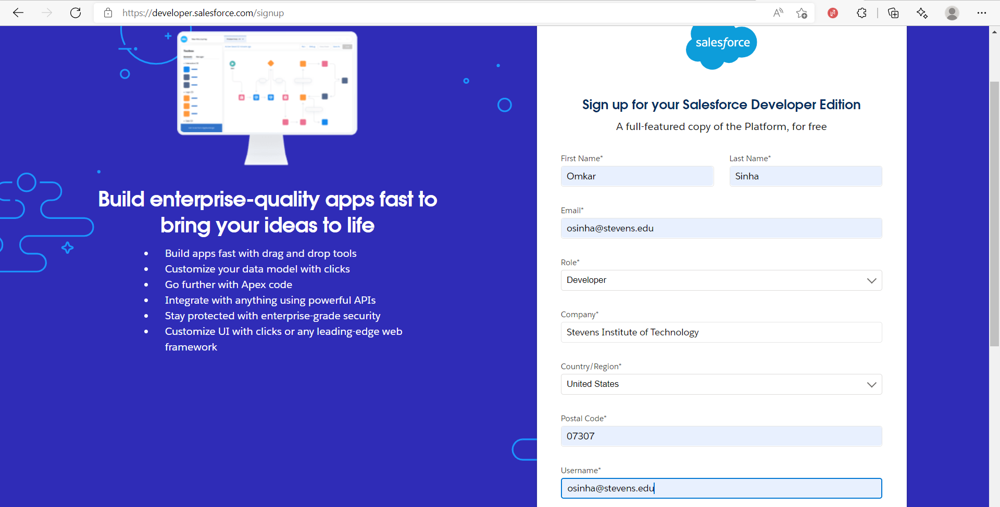 https://developer.salesforce.com/signup
salesforce
Sign up for your Salesforce Developer Edition
A full-featured copy of the Platform, for free
First Name*
Last Name*
Omkar
Sinha
Email*
osinha@stevens.edu
Role*
Developer
Company*
Stevens Institute of Technology
Country/Region*
United States
Postal Code*
07307
Username*
osinha@stevens.edu
Build enterprise-quality apps fast to
bring your ideas to life
• Build apps fast with drag and drop tools
• Customize your data model with clicks
• Go further with Apex code
• Integrate with anything using powerful APIs
• Stay protected with enterprise-grade security
• Customize UI with clicks or any leading-edge web
framework